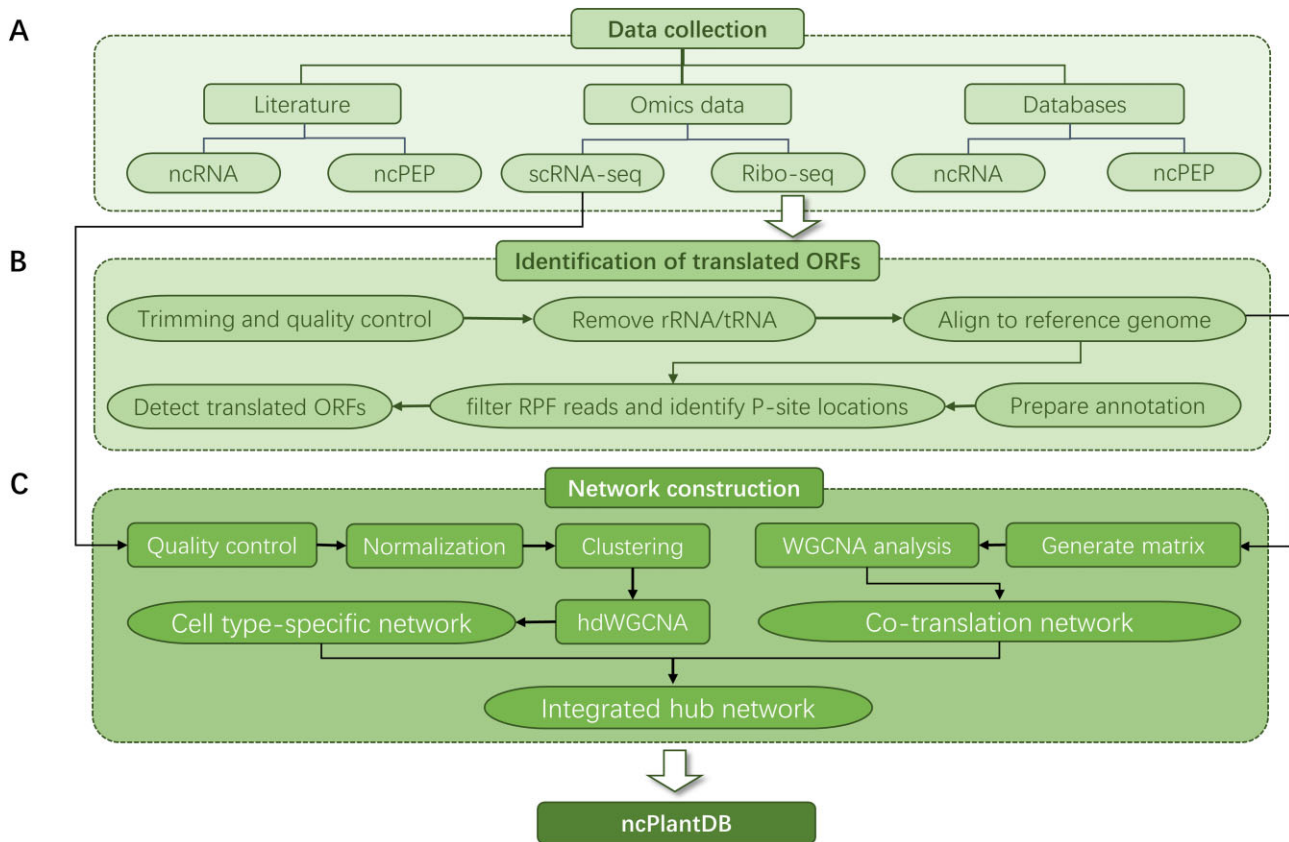 A
Data collection
Literature
Omics data
Databases
ncRNA
ncPEP
scRNA-seq
Ribo-seq
ncRNA
ncPEP
B
Identification of translated ORFs
Trimming and quality control
Remove rRNA/tRNA
Align to reference genome
Detect translated ORFs
filter RPF reads and identify P-site locations
Prepare annotation
C
Network construction
Quality control
Normalization
Clustering
WGCNA analysis
Generate matrix
Cell type-specific network
hdWGCNA
Co-translation network
Integrated hub network
ncPlantDB